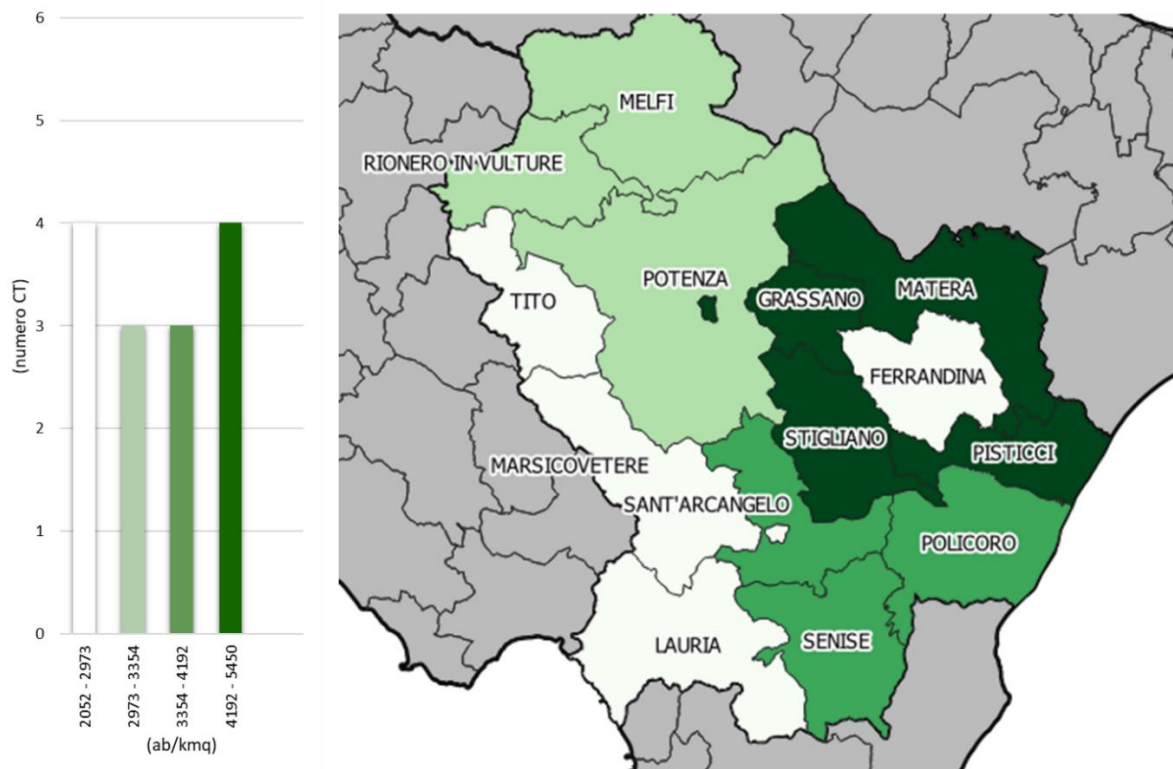 6
5
4
3
2
1
0
(numero CT)
2052 - 2973
2973 - 3354
3354 - 4192
4192 - 5450
(ab/kmq)
MELFI
RIONERO IN VULTURE
POTENZA
GRASSANO
MATERA
TITO
FERRANDINA
STIGLIANO
PISTICCI
MARSICOVETERE
SANT'ARCANGELO
POLICORO
LAURIA
SENISE